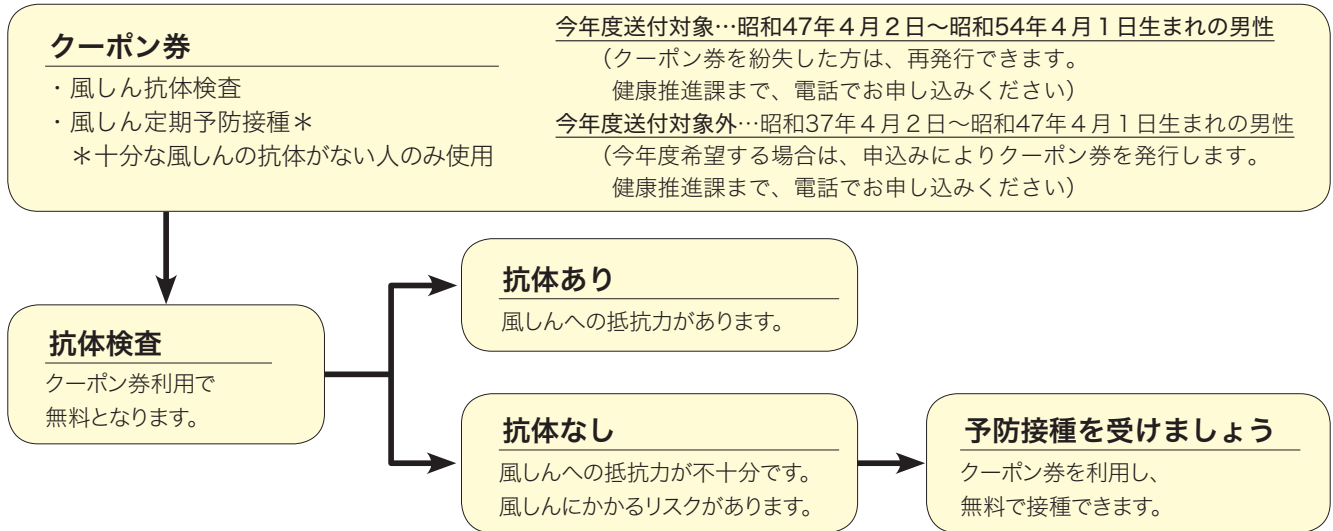 クーポン券
・風しん抗体検査
・風しん定期予防接種＊
＊十分な風しんの抗体がない人のみ使用
今年度送付対象…昭和47年４月２日～昭和54年４月１日生まれの男性
（クーポン券を紛失した方は、再発行できます。
健康推進課まで、電話でお申し込みください）
今年度送付対象外…昭和37年４月２日～昭和47年４月１日生まれの男性
（今年度希望する場合は、申込みによりクーポン券を発行します。
健康推進課まで、電話でお申し込みください）
抗体検査
クーポン券利用で
無料となります。
抗体あり
風しんへの抵抗力があります。
抗体なし
風しんへの抵抗力が不十分です。
風しんにかかるリスクがあります。
予防接種を受けましょう
クーポン券を利用し、
無料で接種できます。